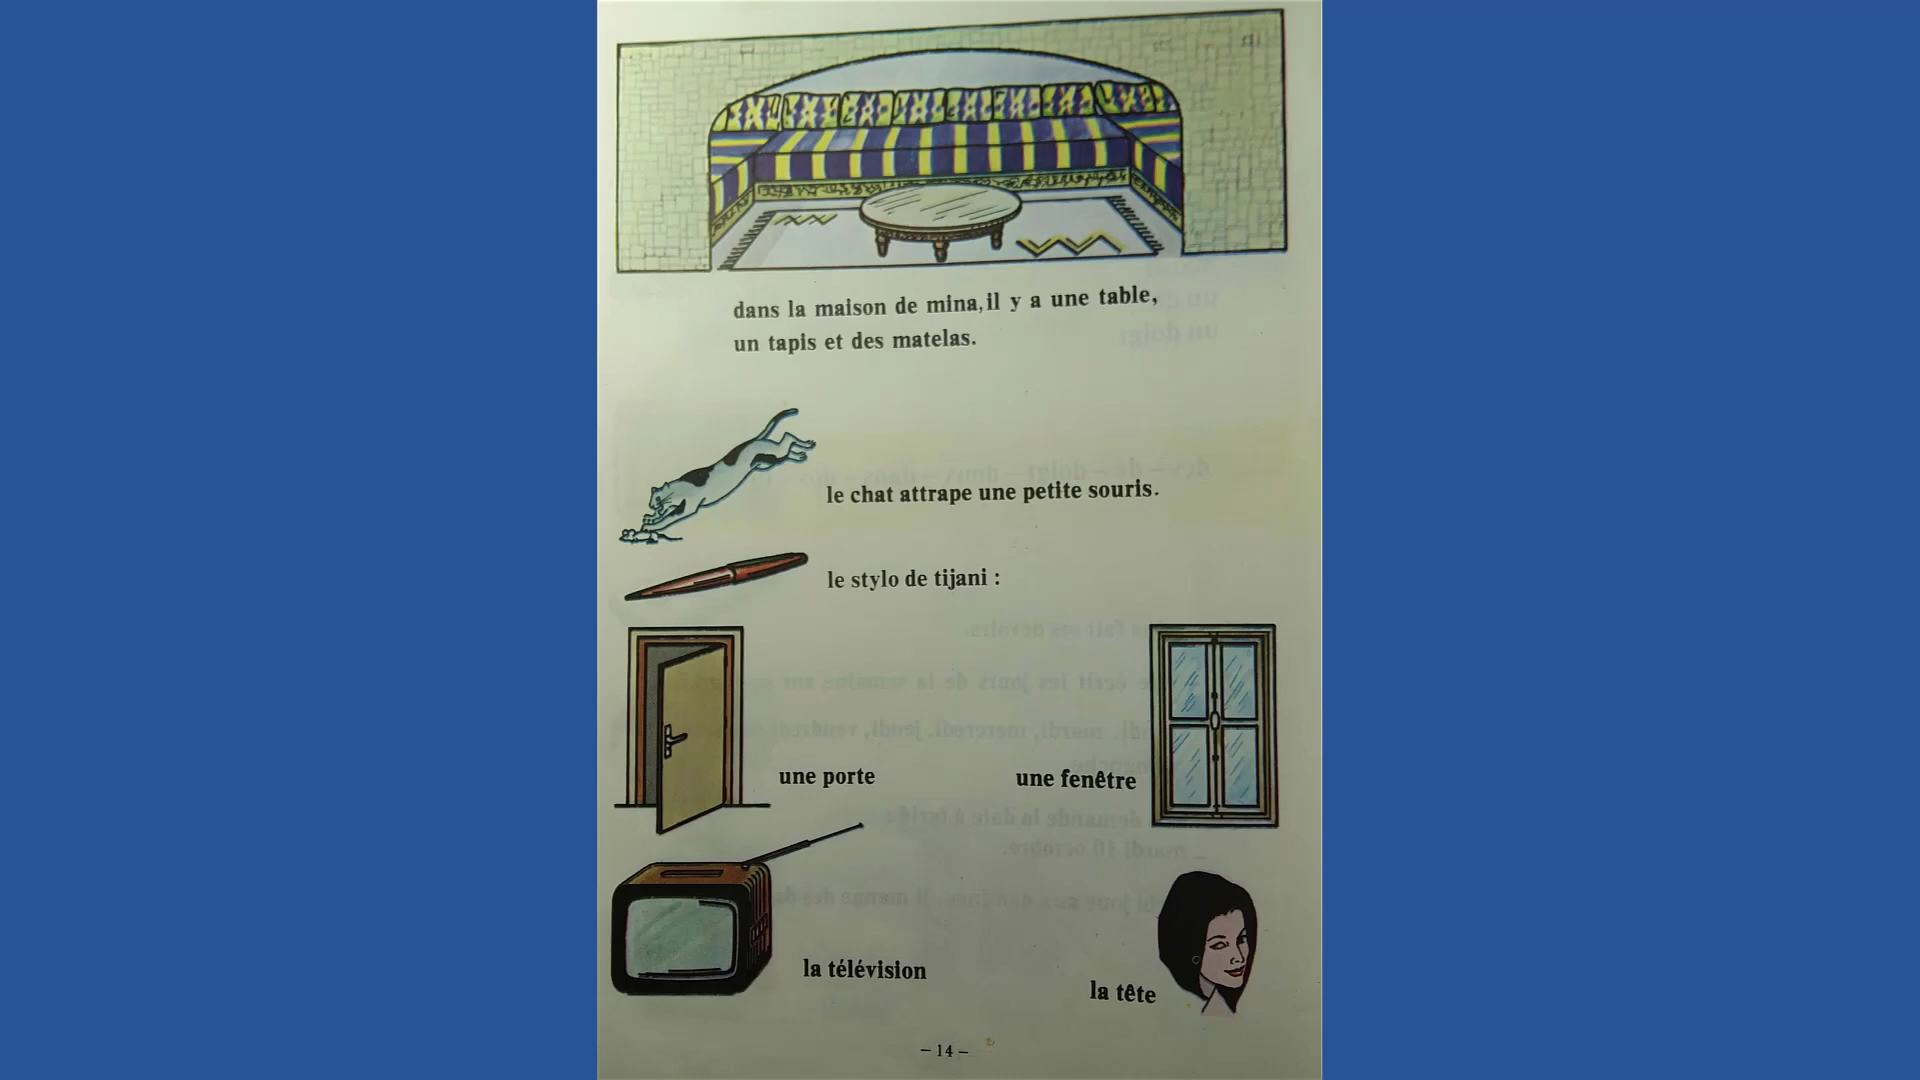 dans la maison de mina, il y a une table,
un tapis et des matelas.
le chat attrape une petite souris.
le stylo de tijani :
une porte
une fenêtre
la télévision
la tête
– 14 –